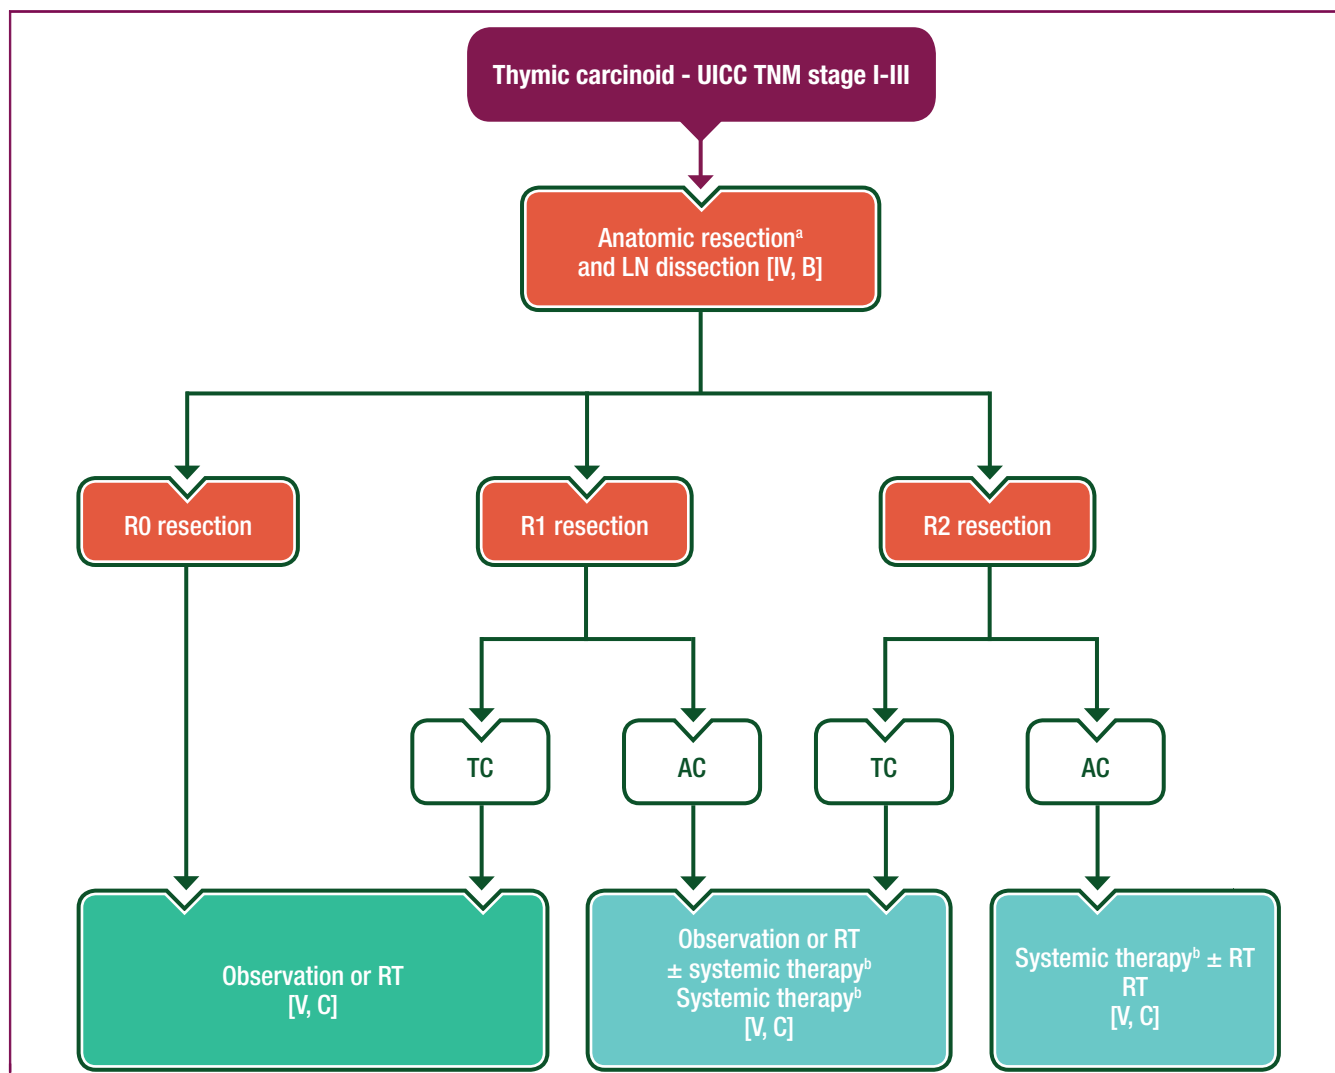 Thymic carcinoid - UICC TNM stage I-III
Anatomic resectionᵃ
and LN dissection [IV, B]
R0 resection
R1 resection
R2 resection
TC
AC
TC
AC
Observation or RT
[V, C]
Observation or RT
± systemic therapyᵇ
Systemic therapyᵇ
[V, C]
Systemic therapyᵇ ± RT
RT
[V, C]